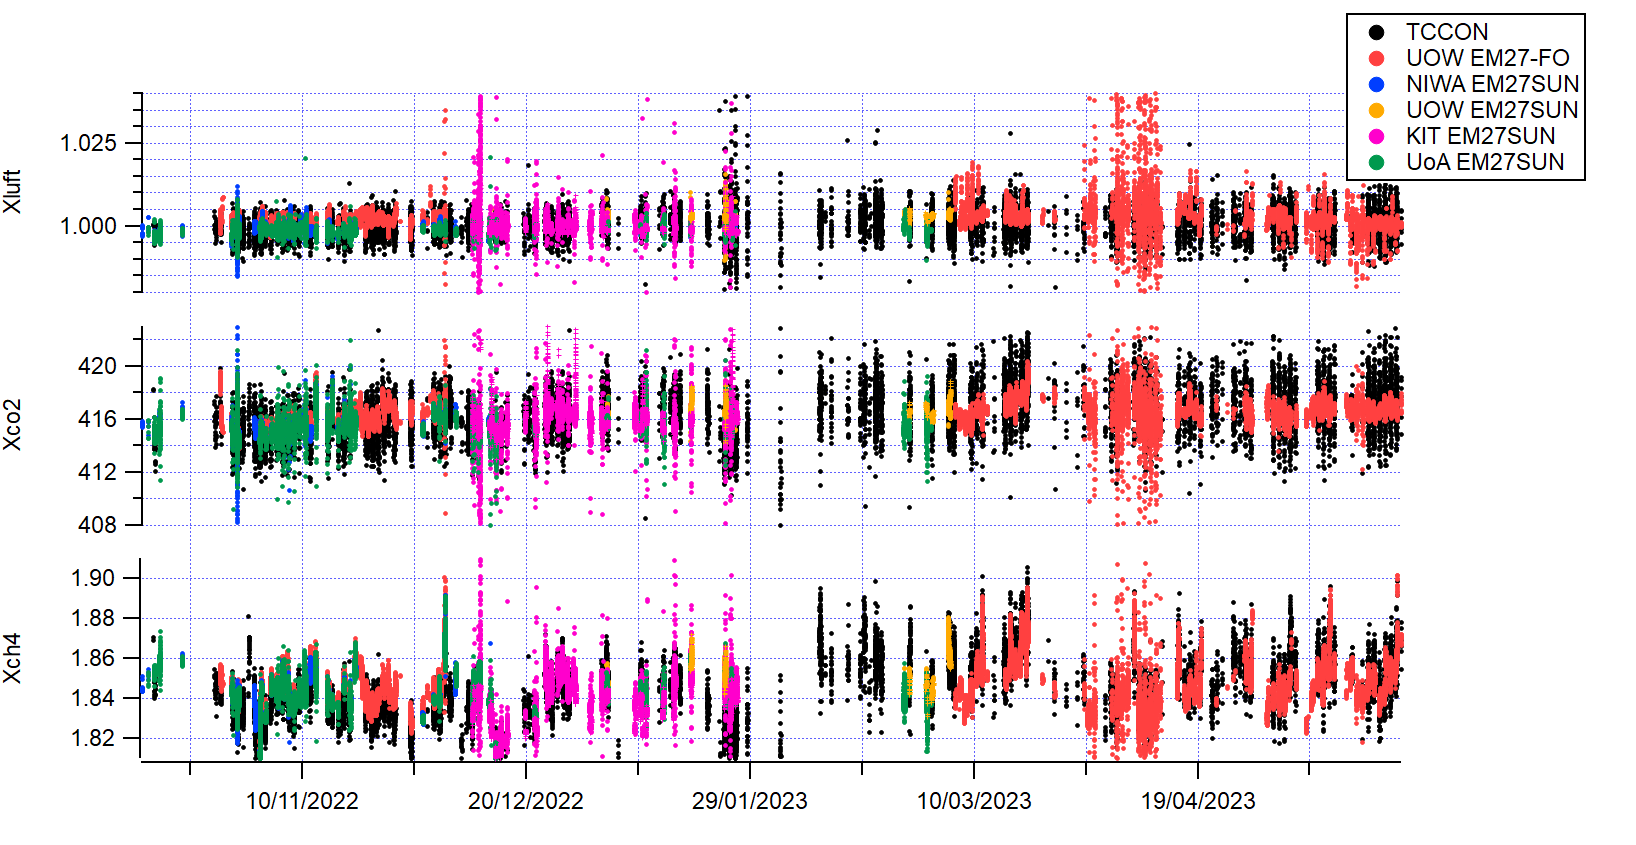 TCCON
UOW EM27-FO
NIWA EM27SUN
UOW EM27SUN
KIT EM27SUN
UoA EM27SUN
Xluft
1.025
1.000
Xco2
420
416
412
408
Xch4
1.90
1.88
1.86
1.84
1.82
10/11/2022
20/12/2022
29/01/2023
10/03/2023
19/04/2023